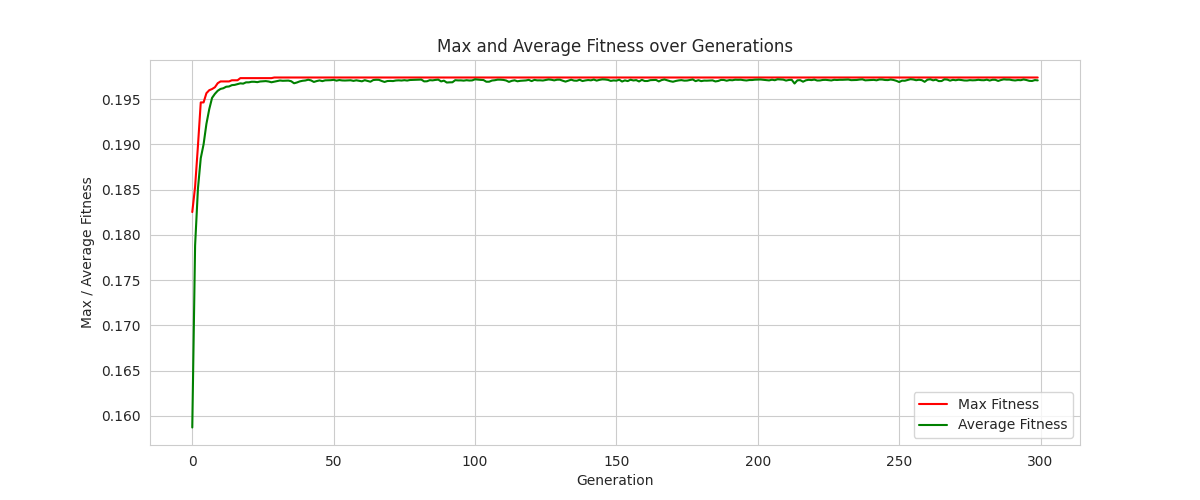 Max and Average Fitness over Generations
Max / Average Fitness
0.195
0.190
0.185
0.180
0.175
0.170
0.165
0.160
Max Fitness
Average Fitness
0 50 100 150 200 250 300
Generation